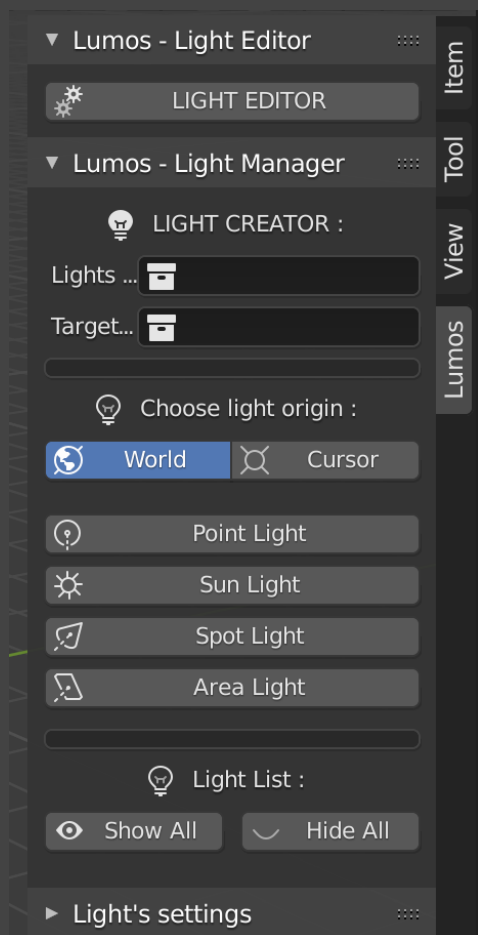 Lumos - Light Editor
LIGHT EDITOR
Lumos - Light Manager
LIGHT CREATOR :
Lights ...
Target...
Choose light origin :
World Cursor
Point Light
Sun Light
Spot Light
Area Light
Light List :
Show All Hide All
Light's settings
Item
Tool
View
Lumos